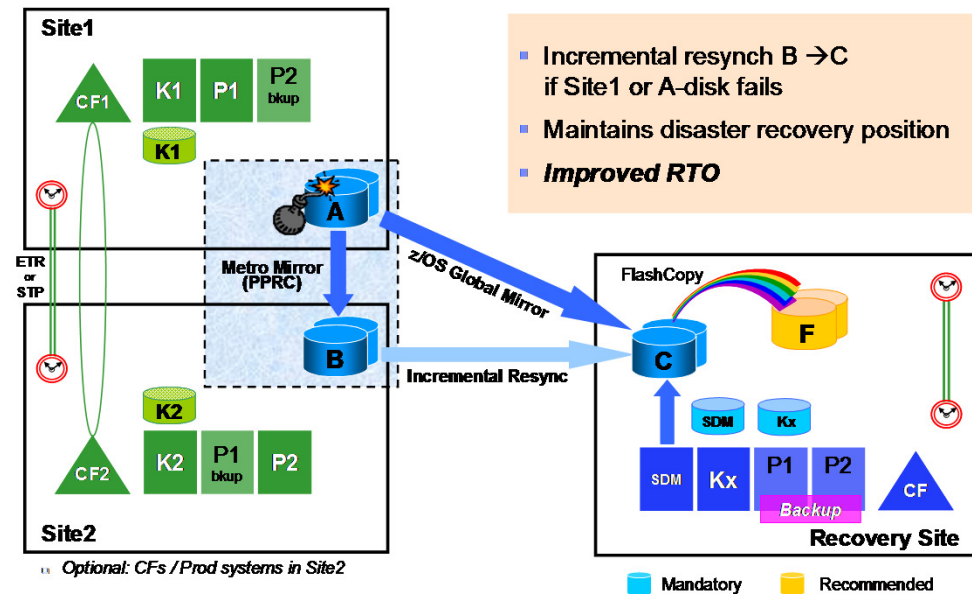 Site1
CF1
K1
P1
P2
bkup
K1
A
ETR
or
STP
Metro Mirror
(PPRC)
z/OS Global Mirror
B
Incremental Resync
K2
CF2
K2
P1
bkup
P2
Site2
Optional: CFs / Prod systems in Site2
Incremental resynch B →C
if Site1 or A-disk fails
Maintains disaster recovery position
Improved RTO
FlashCopy
F
C
SDM
Kx
SDM
Kx
P1
P2
CF
Backup
Recovery Site
Mandatory
Recommended